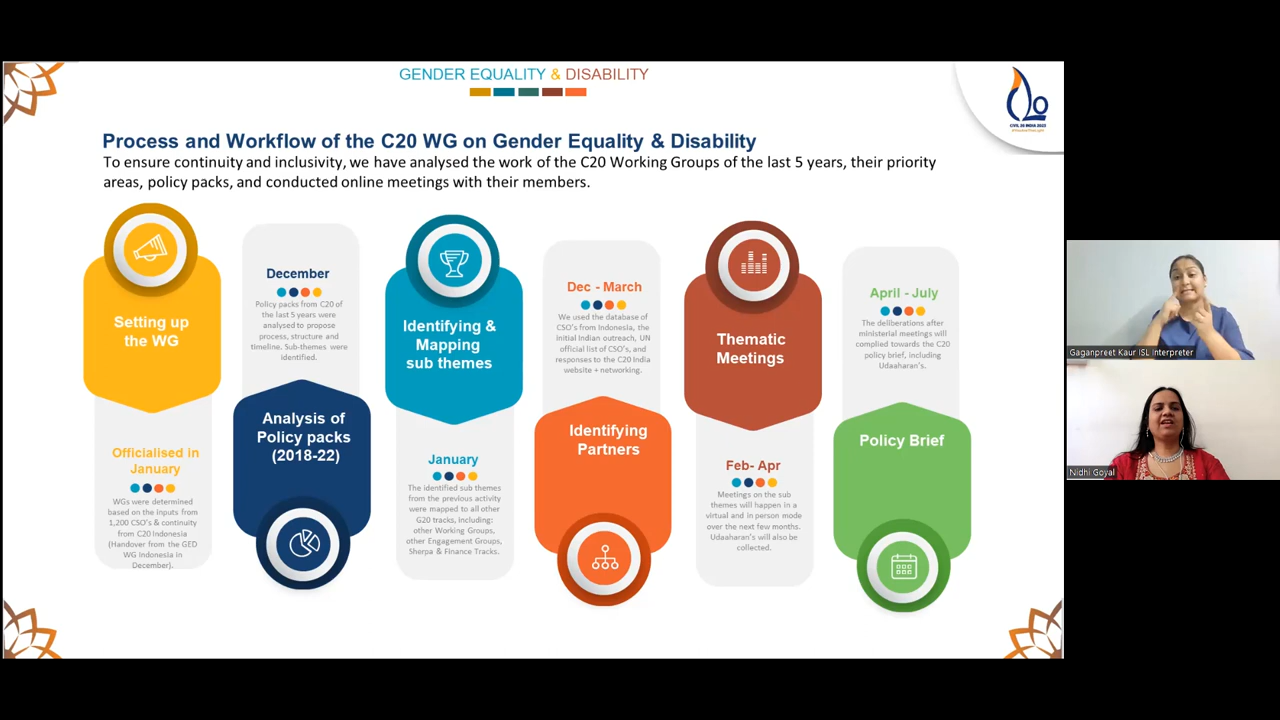 GENDER EQUALITY & DISABILITY
CIVIL 20 INDIA 2023
Process and Workflow of the C20 WG on Gender Equality & Disability
To ensure continuity and inclusivity, we have analysed the work of the C20 Working Groups of the last 5 years, their priority
areas, policy packs, and conducted online meetings with their members.
Setting up
the WG
Officialised in
January
WGs were determined
based on the inputs from
1,200 CSO's & continuity
from C20 Indonesia
(Handover from the GED
WG Indonesia in
December).
December
Policy packs from C20 of
the last 5 years were
analysed to propose
process, structure and
timeline. Sub-themes were
identified.
Analysis of
Policy packs
(2018-22)
Identifying &
Mapping
sub themes
January
The identified sub themes
from the previous activity
were mapped to all other
G20 tracks, including:
other Working Groups,
other Engagement Groups,
Sherpa & Finance Tracks.
Dec - March
We used the database of
CSO's from Indonesia, the
initial Indian outreach, UN
official list of CSO's, and
responses to the C20 India
website + networking.
Identifying
Partners
Thematic
Meetings
Feb- Apr
Meetings on the sub
themes will happen in a
virtual and in person mode
over the next few months.
Udaaharan's will also be
collected.
April - July
The deliberations after
ministerial meetings will
complied towards the C20
policy brief, including
Udaaharan's.
Policy Brief
Gaganpreet Kaur ISL Interpreter
Nidhi Goyal